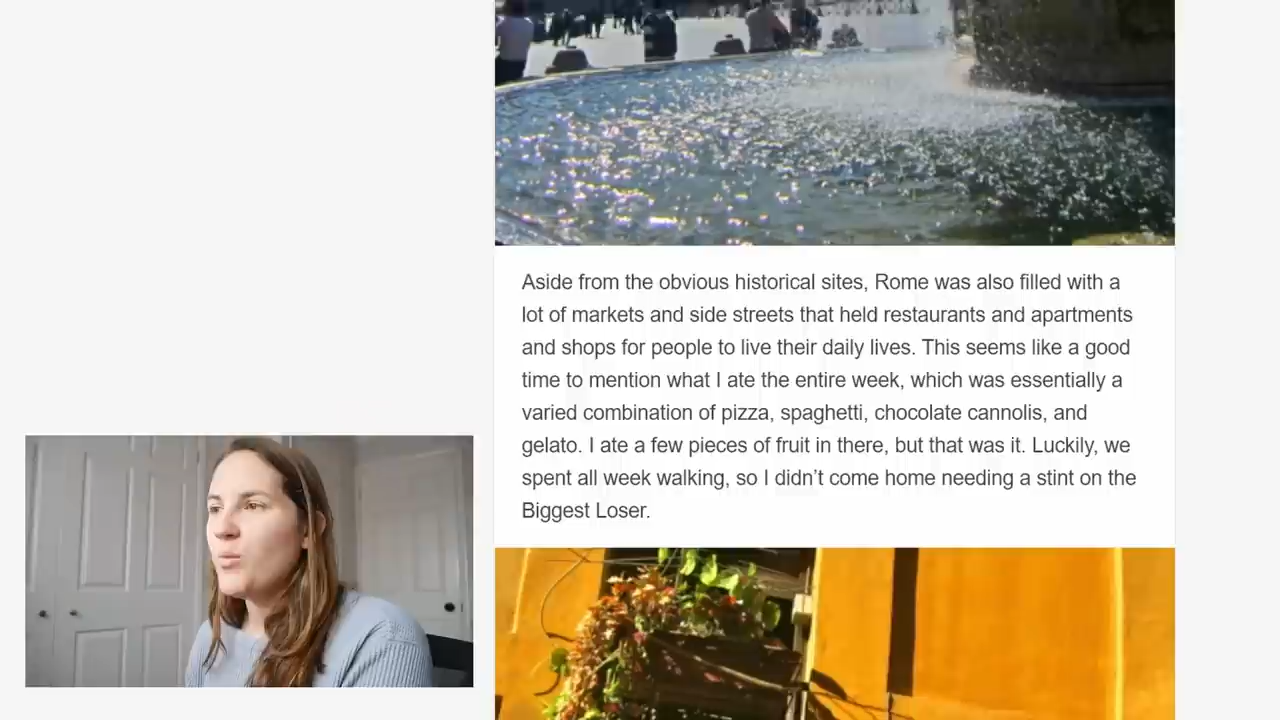 Aside from the obvious historical sites, Rome was also filled with a
lot of markets and side streets that held restaurants and apartments
and shops for people to live their daily lives. This seems like a good
time to mention what I ate the entire week, which was essentially a
varied combination of pizza, spaghetti, chocolate cannolis, and
gelato. I ate a few pieces of fruit in there, but that was it. Luckily, we
spent all week walking, so I didn’t come home needing a stint on the
Biggest Loser.